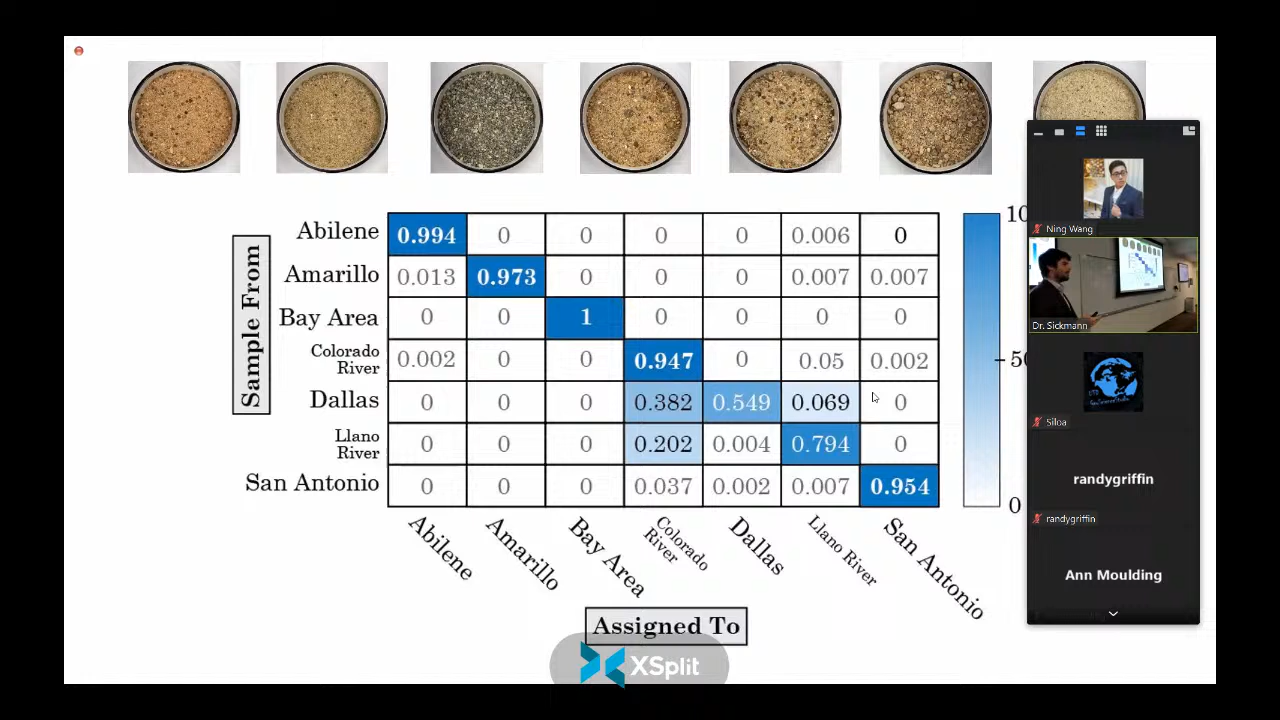 Abilene 0.994 0 0 0 0 0.006 0
Amarillo 0.013 0.973 0 0 0 0.007 0.007
Bay Area 0 0 1 0 0 0 0
Colorado
River 0.002 0 0 0.947 0 0.05 0.002
Dallas 0 0 0 0.382 0.549 0.069 0
Llano
River 0 0 0 0.202 0.004 0.794 0
San Antonio 0 0 0 0.037 0.002 0.007 0.954
Sample From
Abilene
Amarillo
Bay Area
Colorado
River
Dallas
Llano River
San Antonio
Assigned To
10
50
0
XSplit
Ning Wang
Dr. Sickmann
Siloa
randygriffin
randygriffin
Ann Moulding